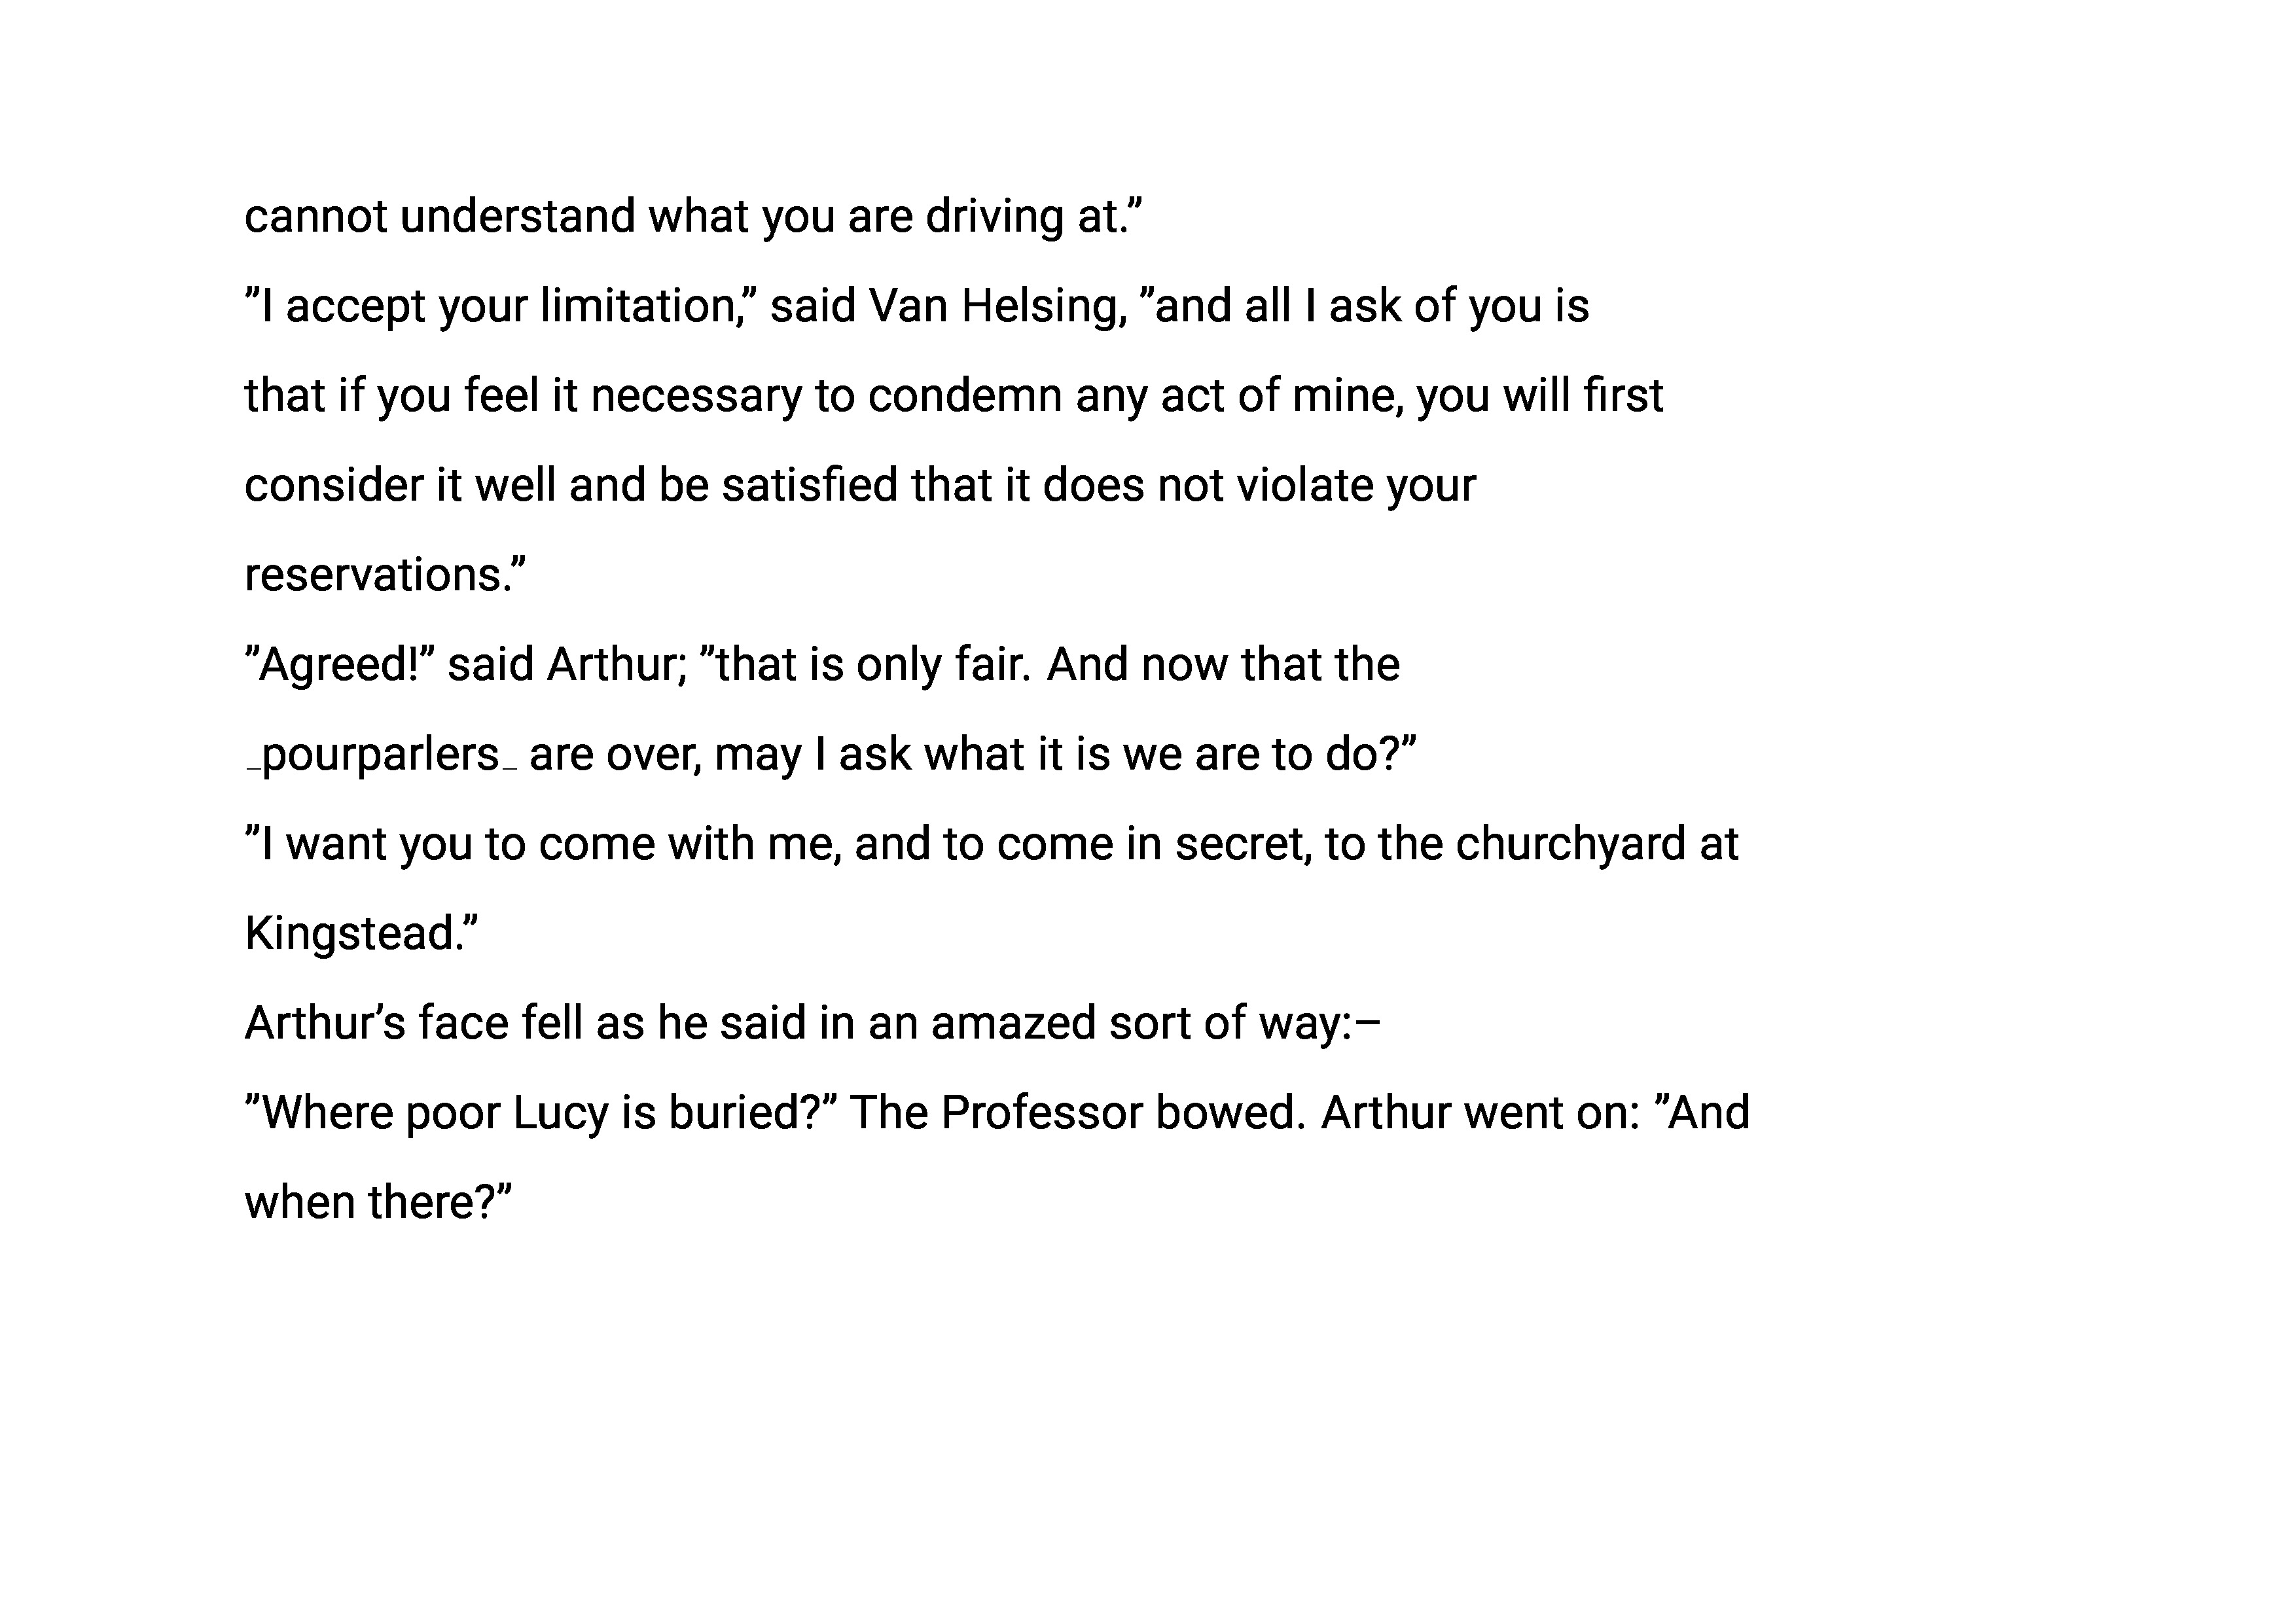 cannot understand what you are driving at.”
”I accept your limitation,” said Van Helsing, ”and all I ask of you is
that if you feel it necessary to condemn any act of mine, you will first
consider it well and be satisfied that it does not violate your
reservations.”
”Agreed!” said Arthur; ”that is only fair. And now that the
_pourparlers_ are over, may I ask what it is we are to do?”
”I want you to come with me, and to come in secret, to the churchyard at
Kingstead.”
Arthur’s face fell as he said in an amazed sort of way:–
”Where poor Lucy is buried?” The Professor bowed. Arthur went on: ”And
when there?”